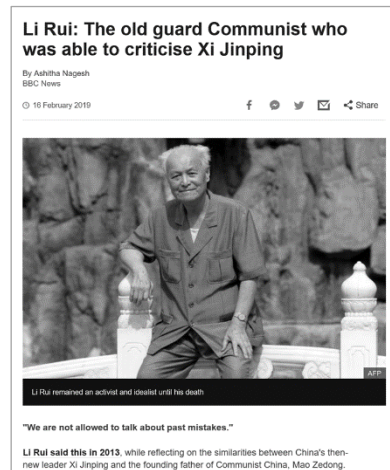 Li Rui: The old guard Communist who
was able to criticise Xi Jinping
By Ashitha Nagesh
BBC News
16 February 2019
Share
AFP
Li Rui remained an activist and idealist until his death
"We are not allowed to talk about past mistakes."
Li Rui said this in 2013, while reflecting on the similarities between China's then-
new leader Xi Jinping and the founding father of Communist China, Mao Zedong.